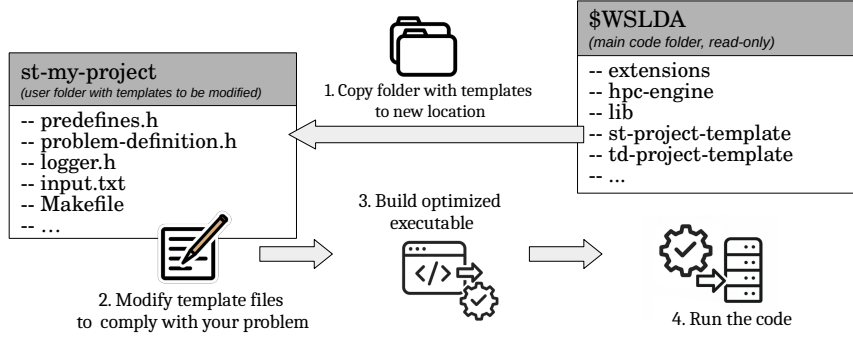 st-my-project
(user folder with templates to be modified)
-- predefines.h
-- problem-definition.h
-- logger.h
-- input.txt
-- Makefile
-- ...
1. Copy folder with templates
to new location
$WSLDA
(main code folder, read-only)
-- extensions
-- hpc-engine
-- lib
-- st-project-template
-- td-project-template
-- ...
2. Modify template files
to comply with your problem
3. Build optimized
executable
</>
4. Run the code